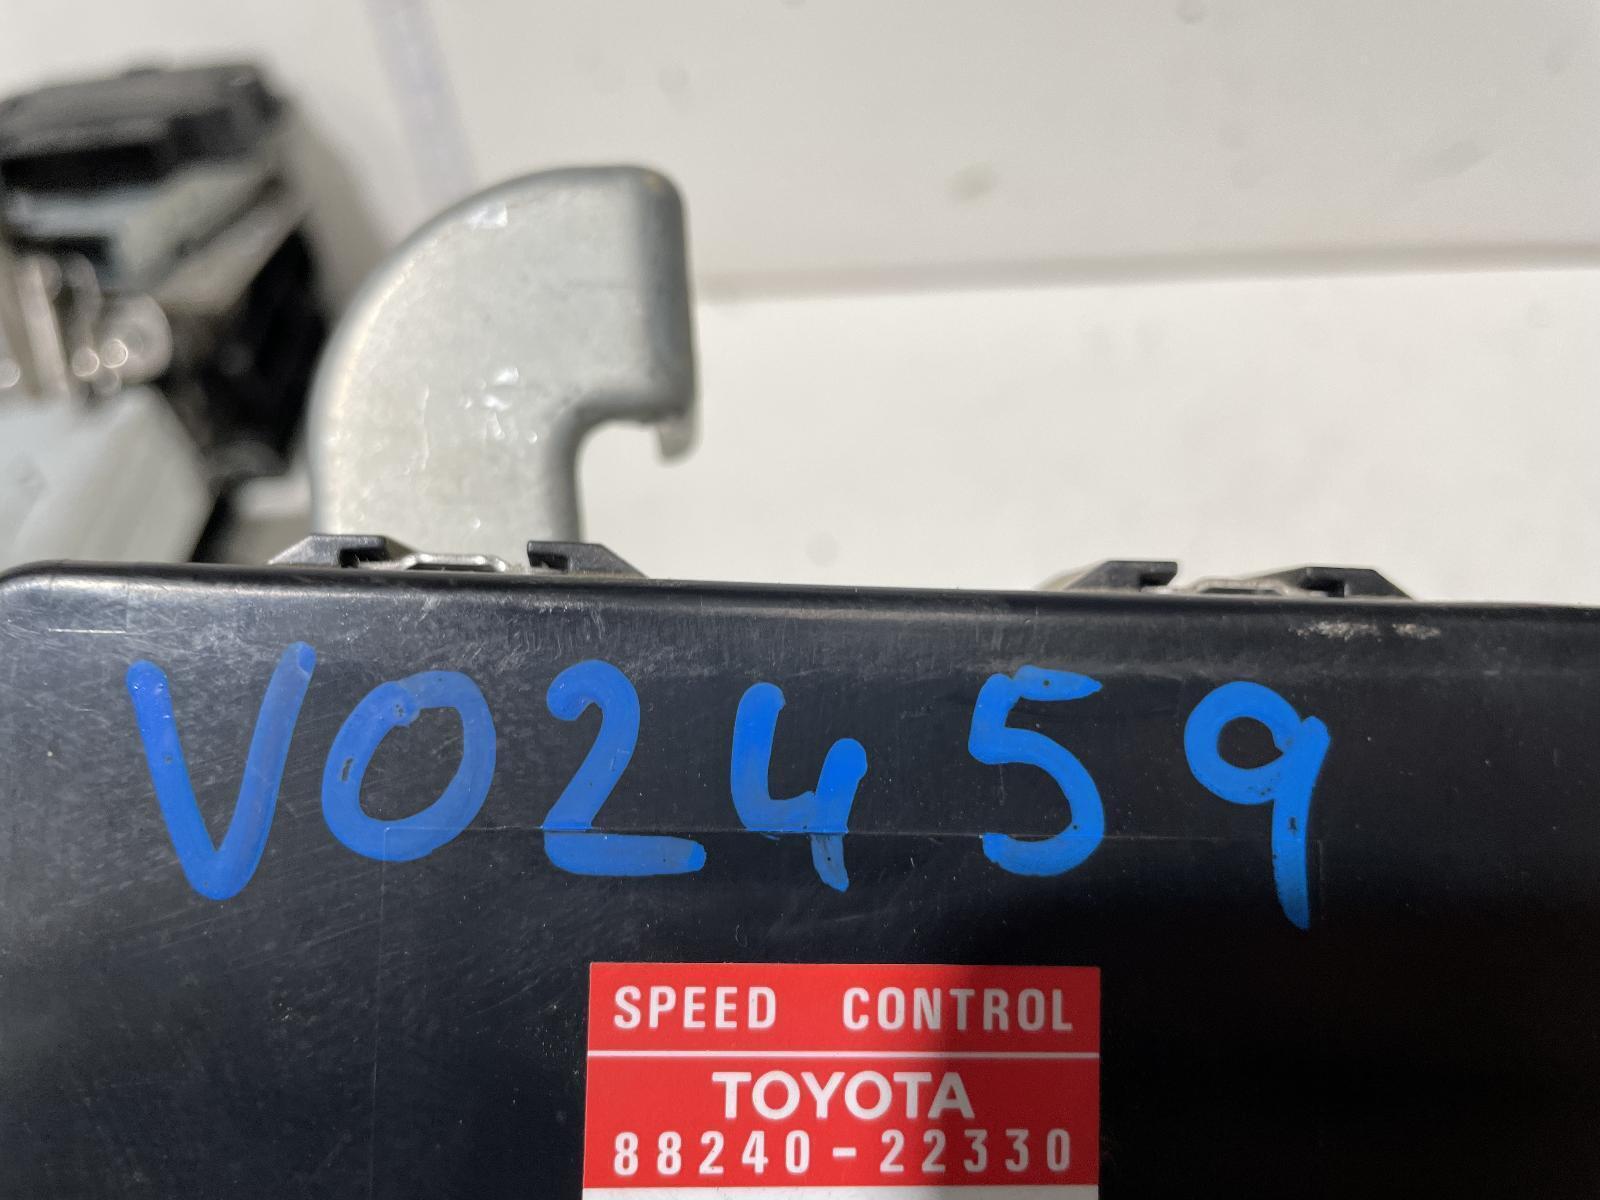 V02459
SPEED CONTROL
TOYOTA
88240-22330